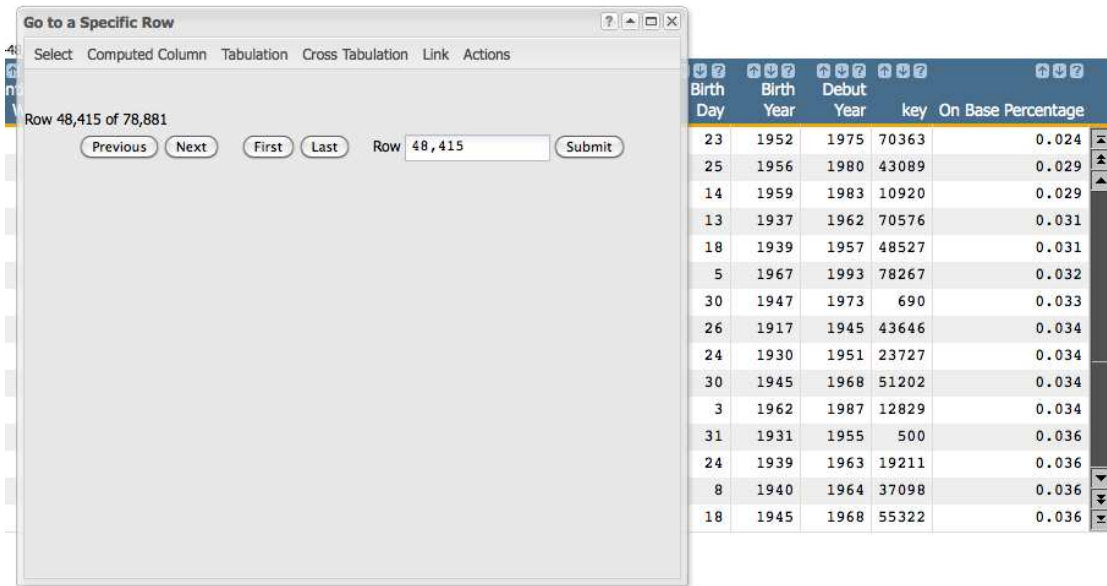 Go to a Specific Row
Select Computed Column Tabulation Cross Tabulation Link Actions
Row 48,415 of 78,881
Previous Next First Last Row 48,415 Submit
Birth Day Birth Year Debut Year key On Base Percentage
23 1952 1975 70363 0.024
25 1956 1980 43089 0.029
14 1959 1983 10920 0.029
13 1937 1962 70576 0.031
18 1939 1957 48527 0.031
5 1967 1993 78267 0.032
30 1947 1973 690 0.033
26 1917 1945 43646 0.034
24 1930 1951 23727 0.034
30 1945 1968 51202 0.034
3 1962 1987 12829 0.034
31 1931 1955 500 0.036
24 1939 1963 19211 0.036
8 1940 1964 37098 0.036
18 1945 1968 55322 0.036